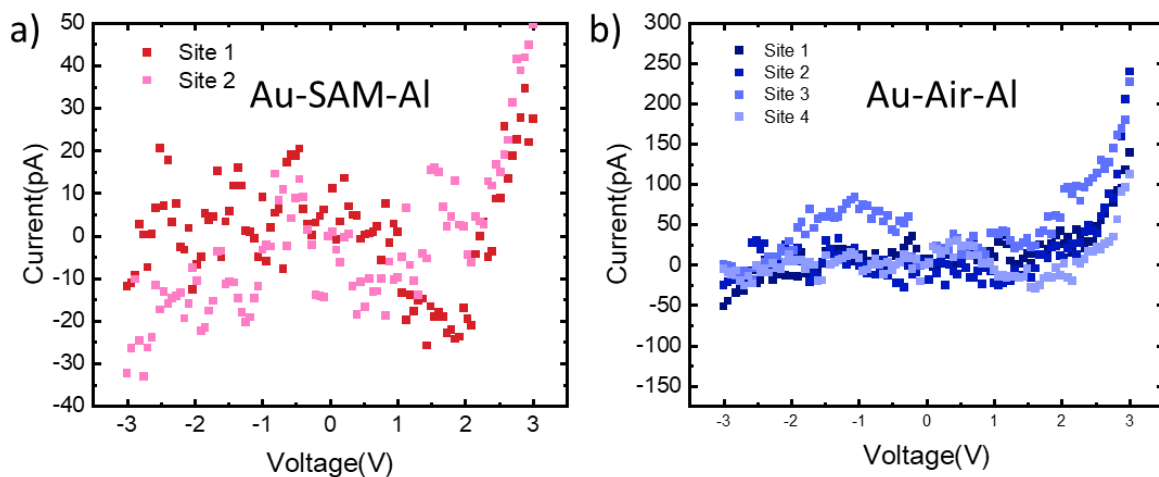 a)
Site 1
Site 2
Au-SAM-Al
Current(pA)
50
40
30
20
10
0
-10
-20
-30
-40
-3 -2 -1 0 1 2 3
Voltage(V)
b)
Site 1
Site 2
Site 3
Site 4
Au-Air-Al
Current(pA)
300
250
200
150
100
50
0
-50
-100
-150
-3 -2 -1 0 1 2 3
Voltage(V)